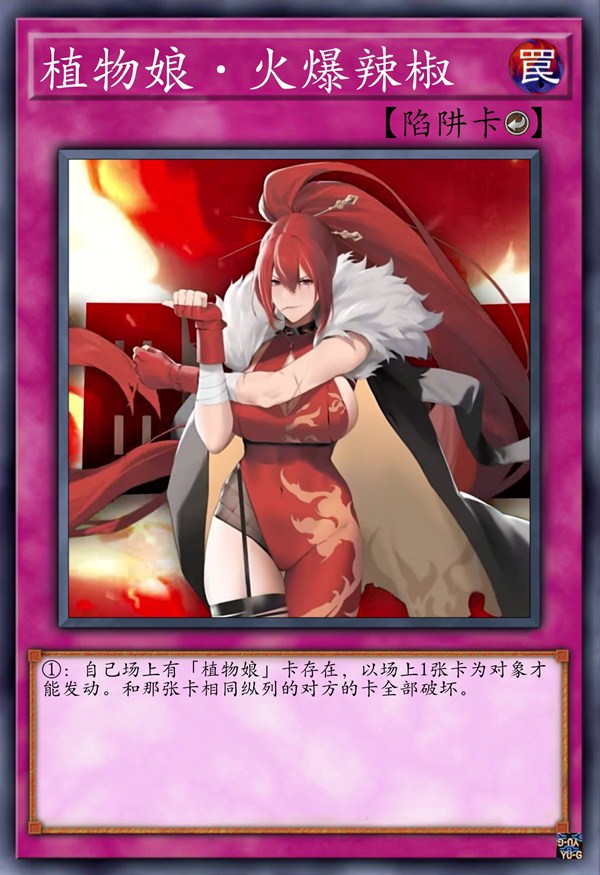 植物娘·火爆辣椒
罠
【陷阱卡】
①：自己场上有「植物娘」卡存在，以场上1张卡为对象才
能发动。和那张卡相同纵列的对方的卡全部破坏。
YU-G